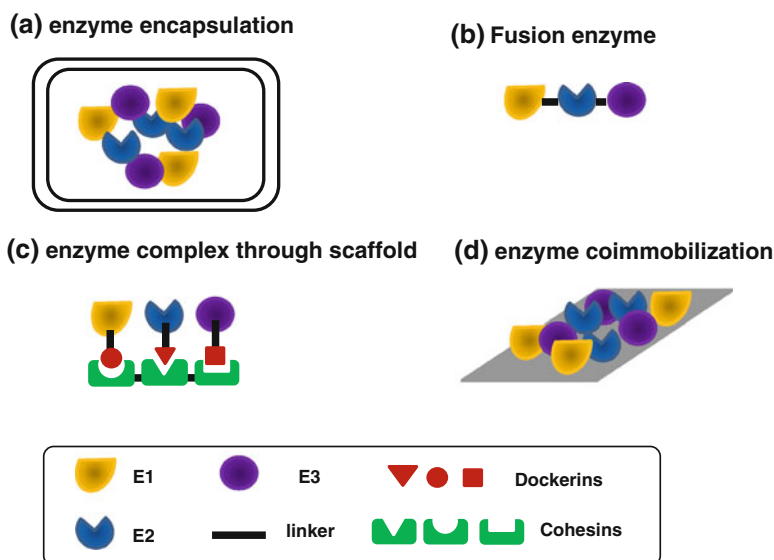 (a) enzyme encapsulation
(b) Fusion enzyme
(c) enzyme complex through scaffold
(d) enzyme coimmobilization
E1
E3
Dockerins
E2
linker
Cohesins